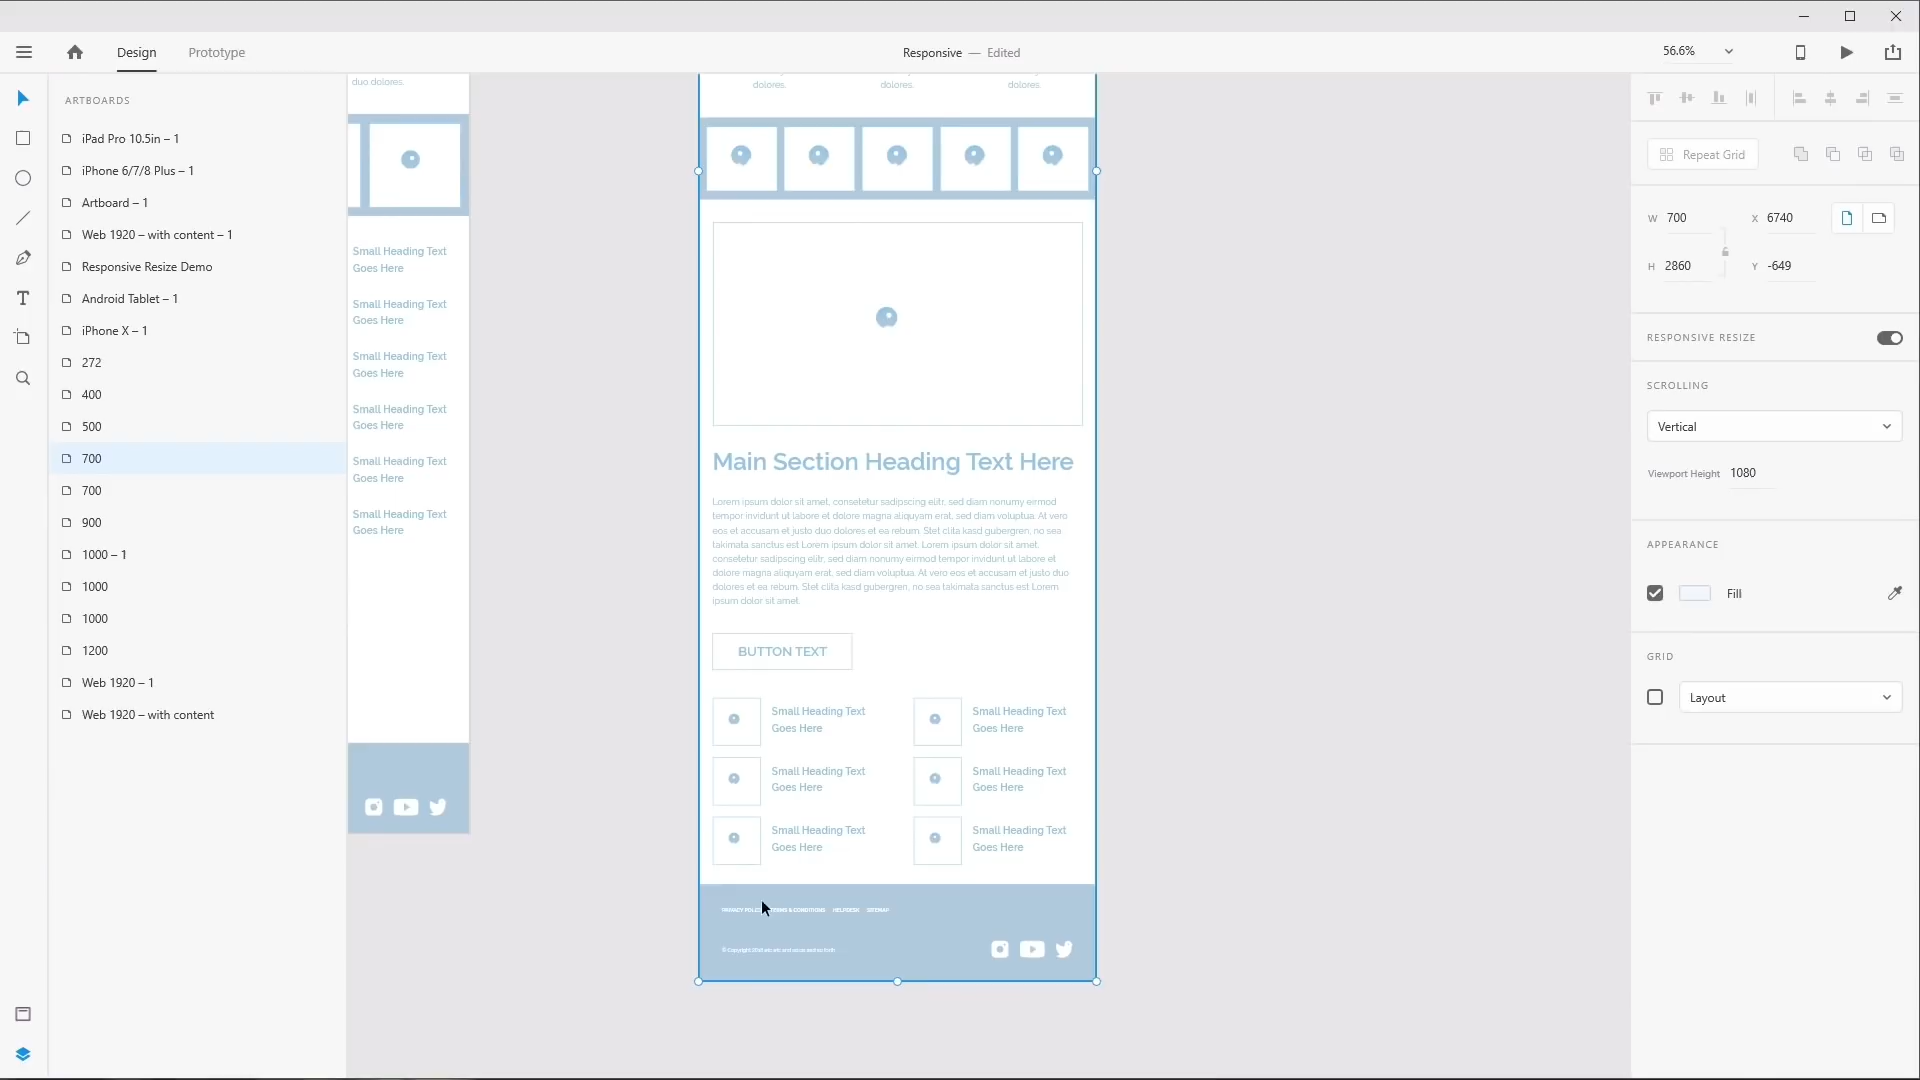 Design
Prototype
Responsive — Edited
56.6%
ARTBOARDS
iPad Pro 10.5in – 1
iPhone 6/7/8 Plus – 1
Artboard – 1
Web 1920 – with content – 1
Responsive Resize Demo
Android Tablet – 1
iPhone X – 1
272
400
500
700
700
900
1000 – 1
1000
1000
1200
Web 1920 – 1
Web 1920 – with content
duo dolores.
Small Heading Text
Goes Here
Small Heading Text
Goes Here
Small Heading Text
Goes Here
Small Heading Text
Goes Here
Small Heading Text
Goes Here
Small Heading Text
Goes Here
dolores.
dolores.
dolores.
Main Section Heading Text Here
Lorem ipsum dolor sit amet, consetetur sadipscing elitr, sed diam nonumy eirmod
tempor invidunt ut labore et dolore magna aliquyam erat, sed diam voluptua. At vero
eos et accusam et justo duo dolores et ea rebum. Stet clita kasd gubergren, no sea
takimata sanctus est Lorem ipsum dolor sit amet. Lorem ipsum dolor sit amet,
consetetur sadipscing elitr, sed diam nonumy eirmod tempor invidunt ut labore et
dolore magna aliquyam erat, sed diam voluptua. At vero eos et accusam et justo duo
dolores et ea rebum. Stet clita kasd gubergren, no sea takimata sanctus est Lorem
ipsum dolor sit amet.
BUTTON TEXT
Small Heading Text
Goes Here
Small Heading Text
Goes Here
Small Heading Text
Goes Here
Small Heading Text
Goes Here
Small Heading Text
Goes Here
Small Heading Text
Goes Here
PRIVACY TERMS & CONDITIONS HELPDESK SITEMAP
© Copyright 2018
Repeat Grid
W 700
X 6740
H 2860
Y -649
RESPONSIVE RESIZE
SCROLLING
Vertical
Viewport Height 1080
APPEARANCE
Fill
GRID
Layout